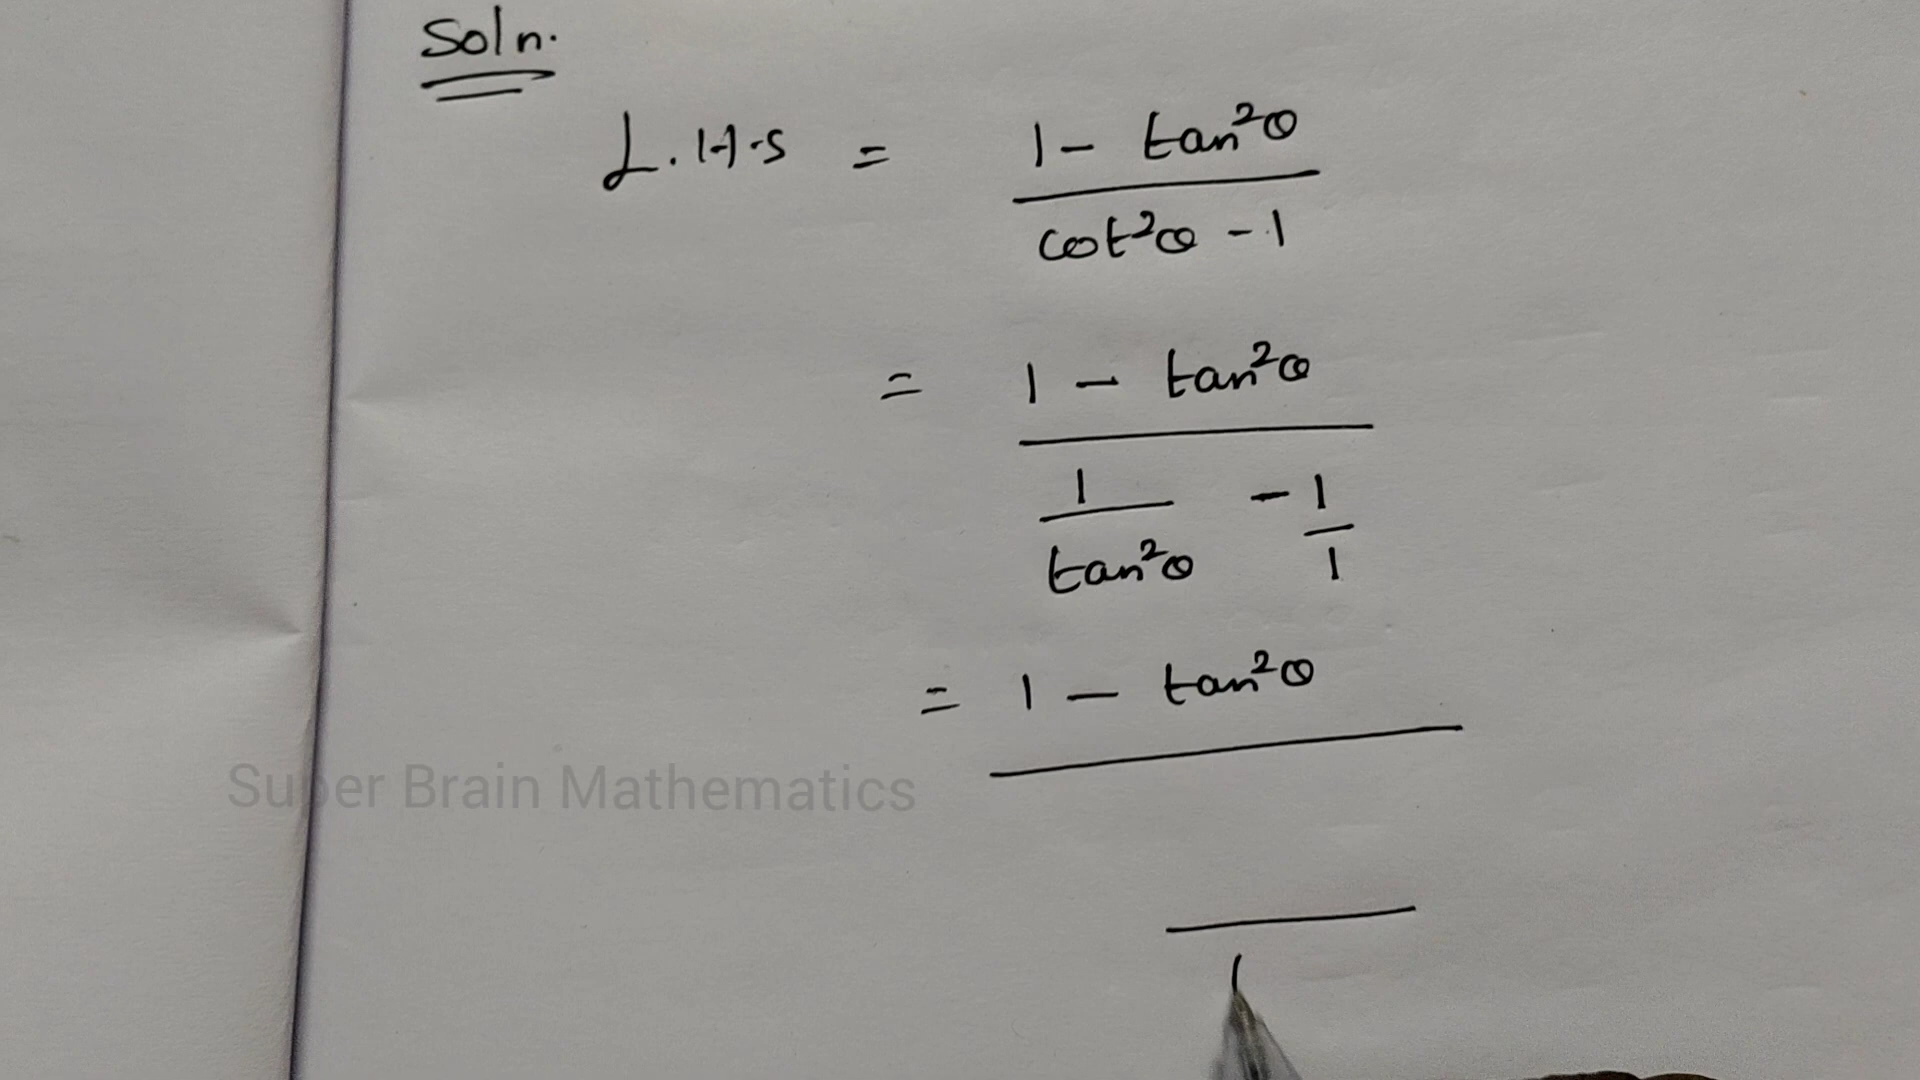 Soln.
L.H.S = 1 - tan²θ
cot²θ - 1
= 1 - tan²θ
1 - 1
tan²θ 1
= 1 - tan²θ
Super Brain Mathematics